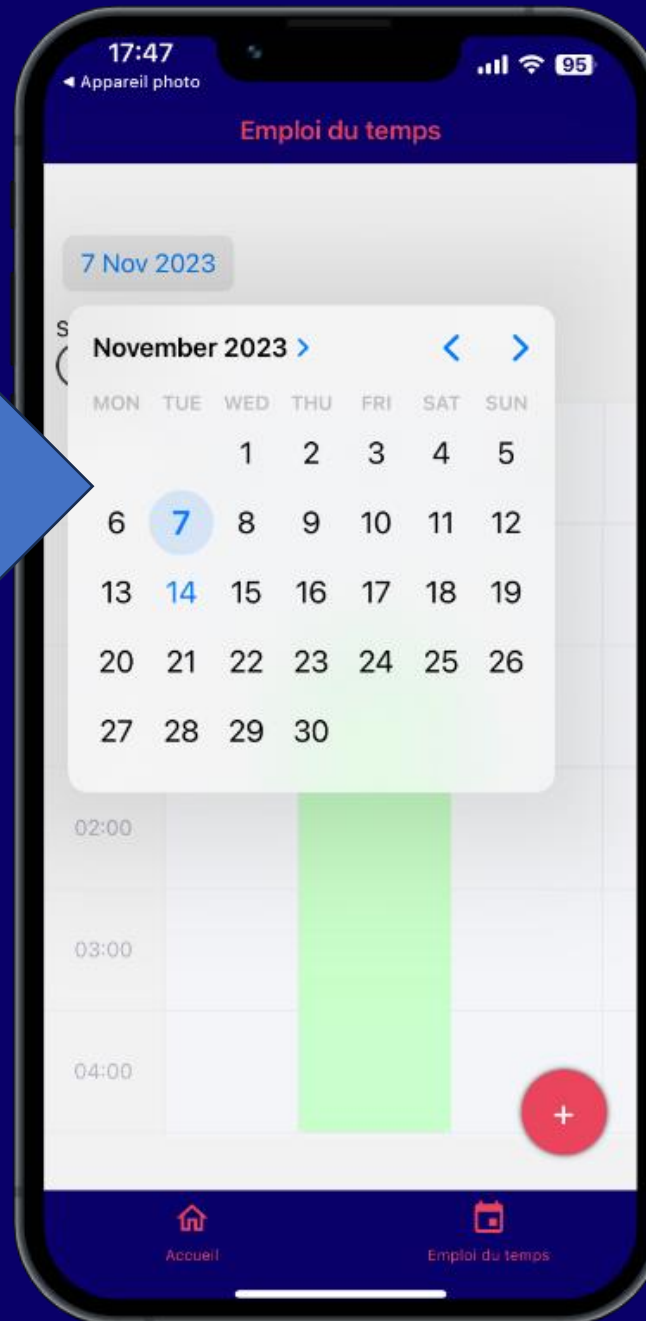 17:47
95
◀ Appareil photo
Emploi du temps
7 Nov 2023
S
November 2023 >
MON TUE WED THU FRI SAT SUN
1 2 3 4 5
6 7 8 9 10 11 12
13 14 15 16 17 18 19
20 21 22 23 24 25 26
27 28 29 30
02:00
03:00
04:00
+
Accueil
Emploi du temps